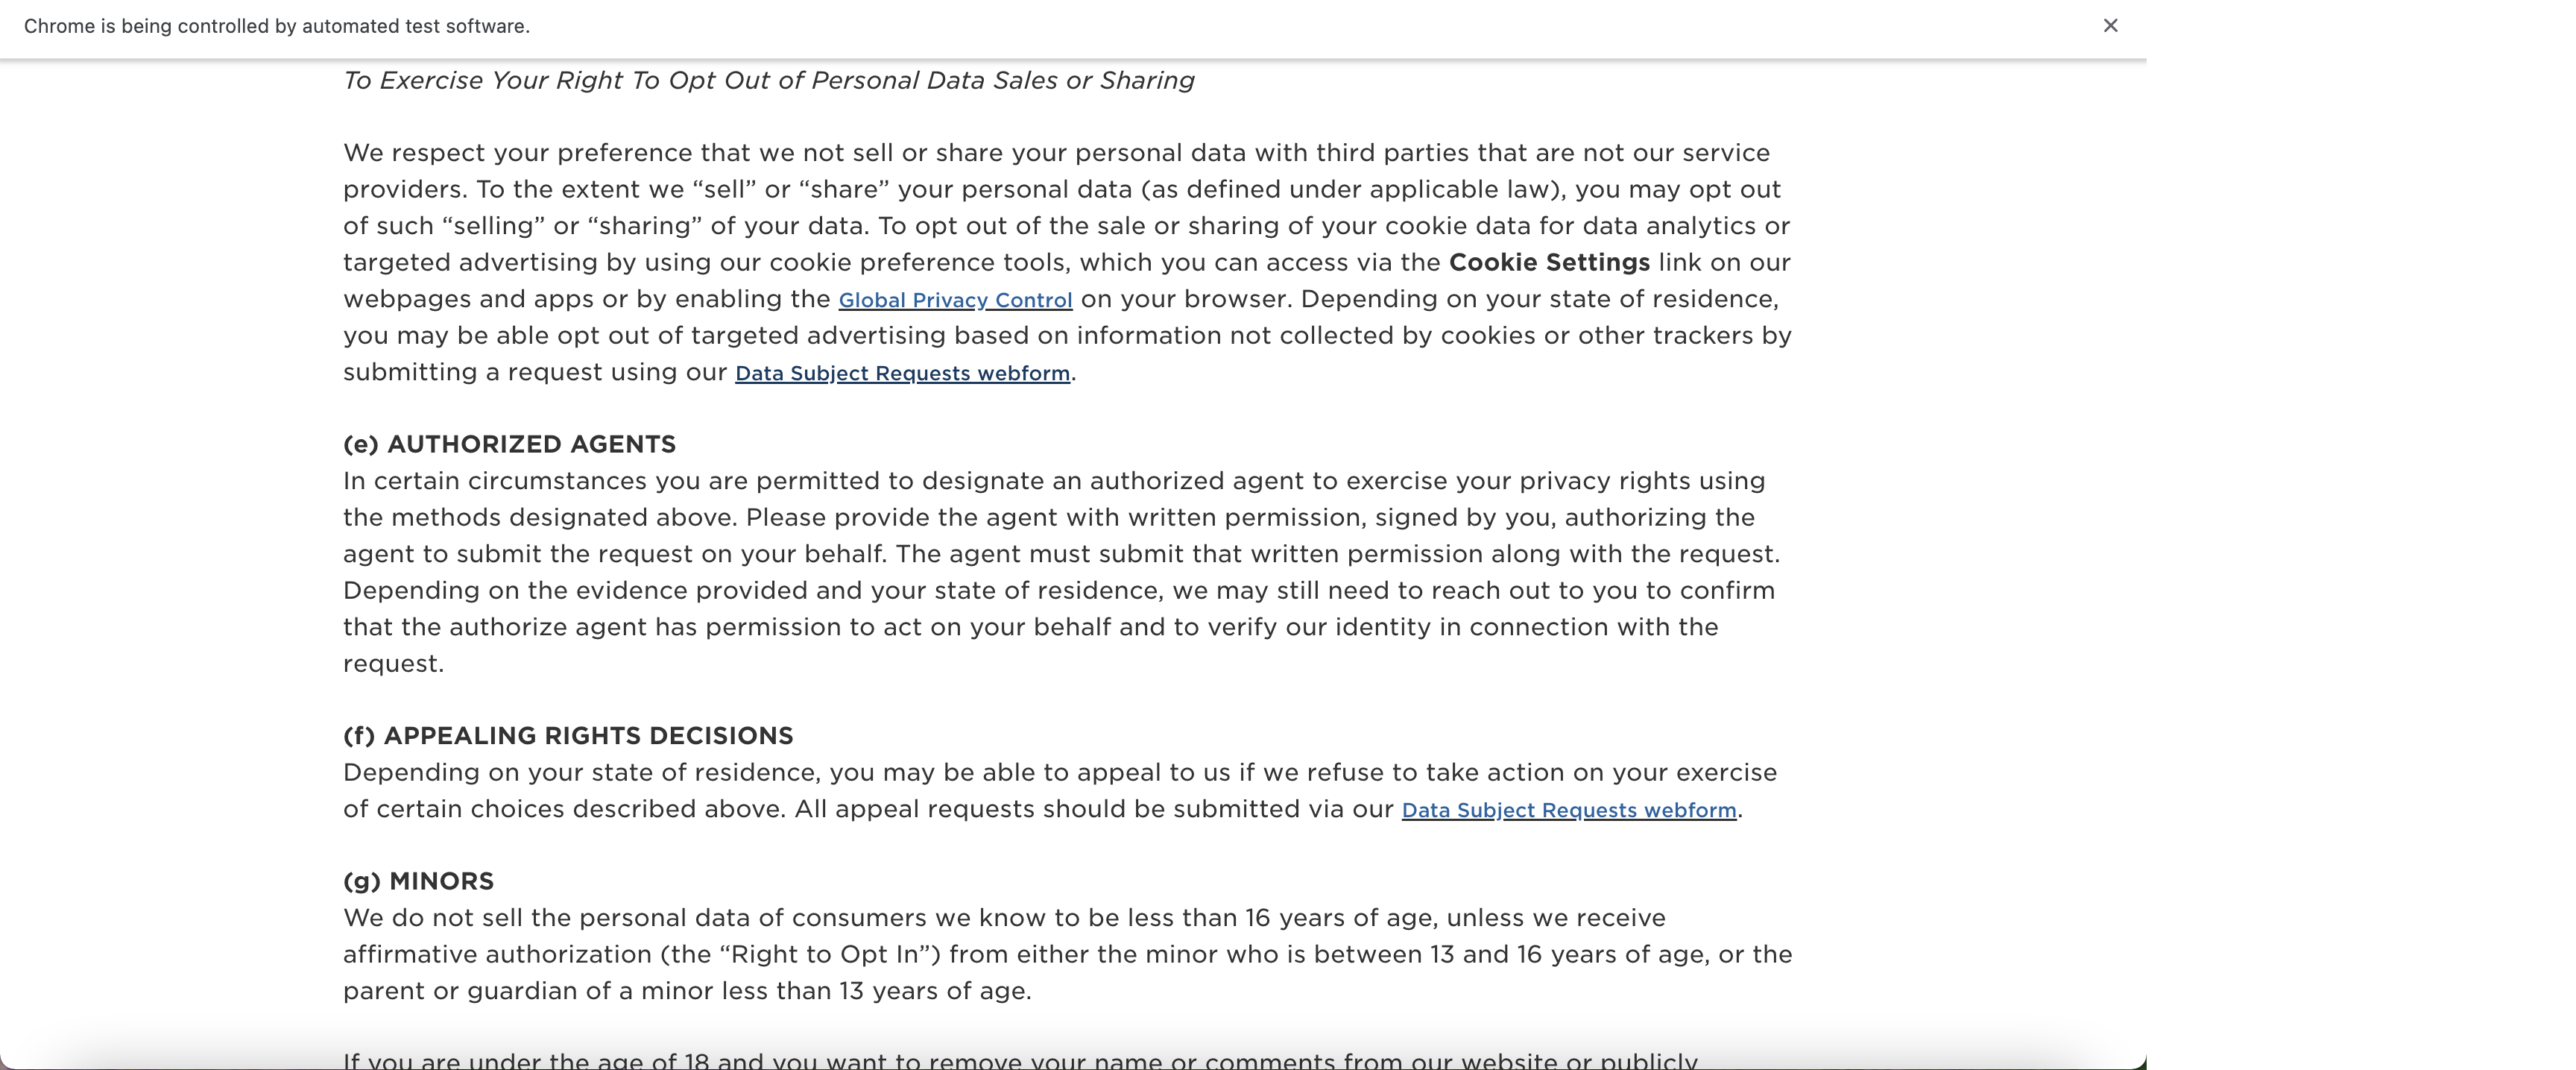 Chrome is being controlled by automated test software.
To Exercise Your Right To Opt Out of Personal Data Sales or Sharing
We respect your preference that we not sell or share your personal data with third parties that are not our service
providers. To the extent we “sell” or “share” your personal data (as defined under applicable law), you may opt out
of such “selling” or “sharing” of your data. To opt out of the sale or sharing of your cookie data for data analytics or
targeted advertising by using our cookie preference tools, which you can access via the Cookie Settings link on our
webpages and apps or by enabling the Global Privacy Control on your browser. Depending on your state of residence,
you may be able opt out of targeted advertising based on information not collected by cookies or other trackers by
submitting a request using our Data Subject Requests webform.
(e) AUTHORIZED AGENTS
In certain circumstances you are permitted to designate an authorized agent to exercise your privacy rights using
the methods designated above. Please provide the agent with written permission, signed by you, authorizing the
agent to submit the request on your behalf. The agent must submit that written permission along with the request.
Depending on the evidence provided and your state of residence, we may still need to reach out to you to confirm
that the authorize agent has permission to act on your behalf and to verify our identity in connection with the
request.
(f) APPEALING RIGHTS DECISIONS
Depending on your state of residence, you may be able to appeal to us if we refuse to take action on your exercise
of certain choices described above. All appeal requests should be submitted via our Data Subject Requests webform.
(g) MINORS
We do not sell the personal data of consumers we know to be less than 16 years of age, unless we receive
affirmative authorization (the “Right to Opt In”) from either the minor who is between 13 and 16 years of age, or the
parent or guardian of a minor less than 13 years of age.
If you are under the age of 18 and you want to remove your name or comments from our website or publicly